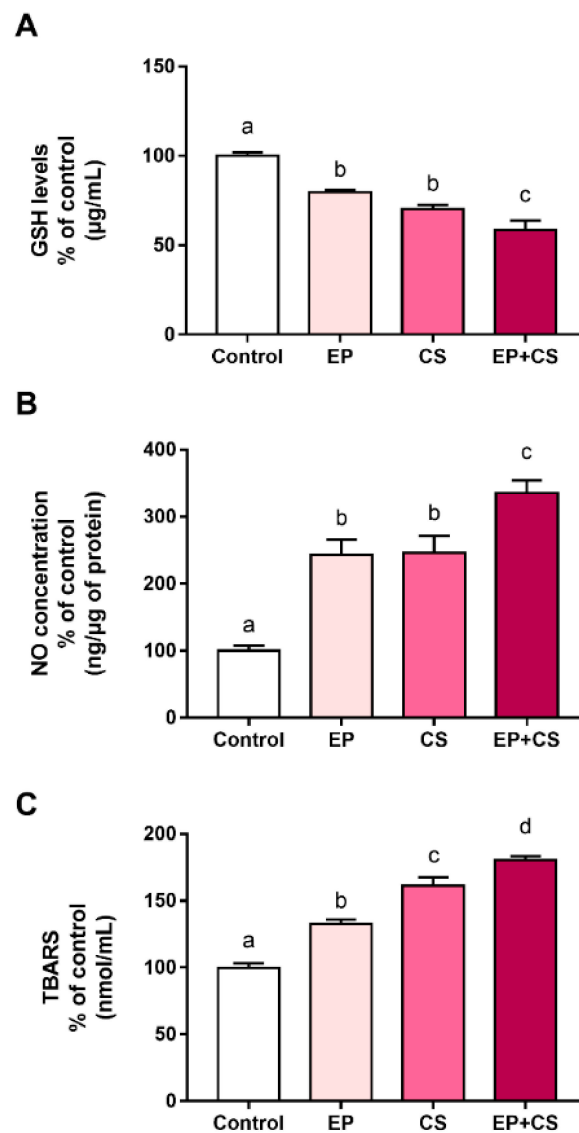 A
GSH levels
% of control
(µg/mL)
150
100
50
0
a
b
b
c
Control EP CS EP+CS
B
NO concentration
% of control
(ng/µg of protein)
400
300
200
100
0
a
b
b
c
Control EP CS EP+CS
C
TBARS
% of control
(nmol/mL)
200
150
100
50
0
a
b
c
d
Control EP CS EP+CS